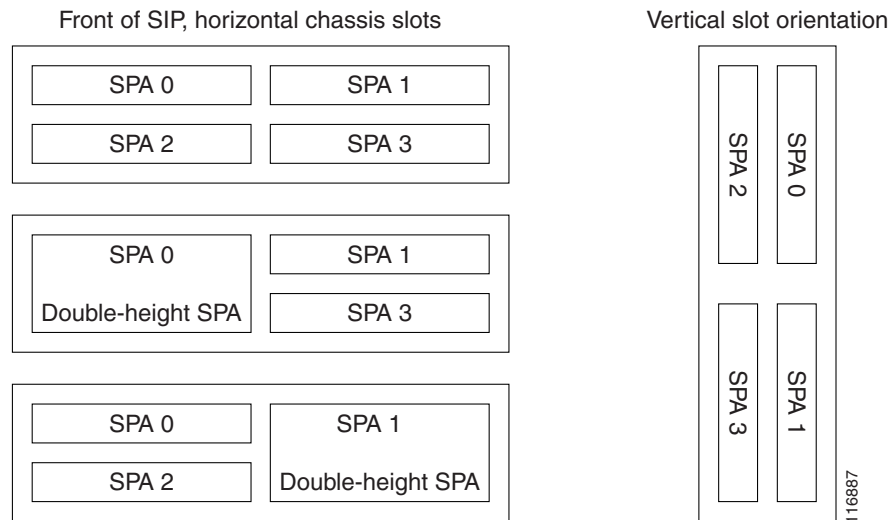 Front of SIP, horizontal chassis slots
SPA 0
SPA 1
SPA 2
SPA 3
SPA 0
Double-height SPA
SPA 1
SPA 3
SPA 0
SPA 2
SPA 1
Double-height SPA
Vertical slot orientation
SPA 2
SPA 0
SPA 3
SPA 1
116887